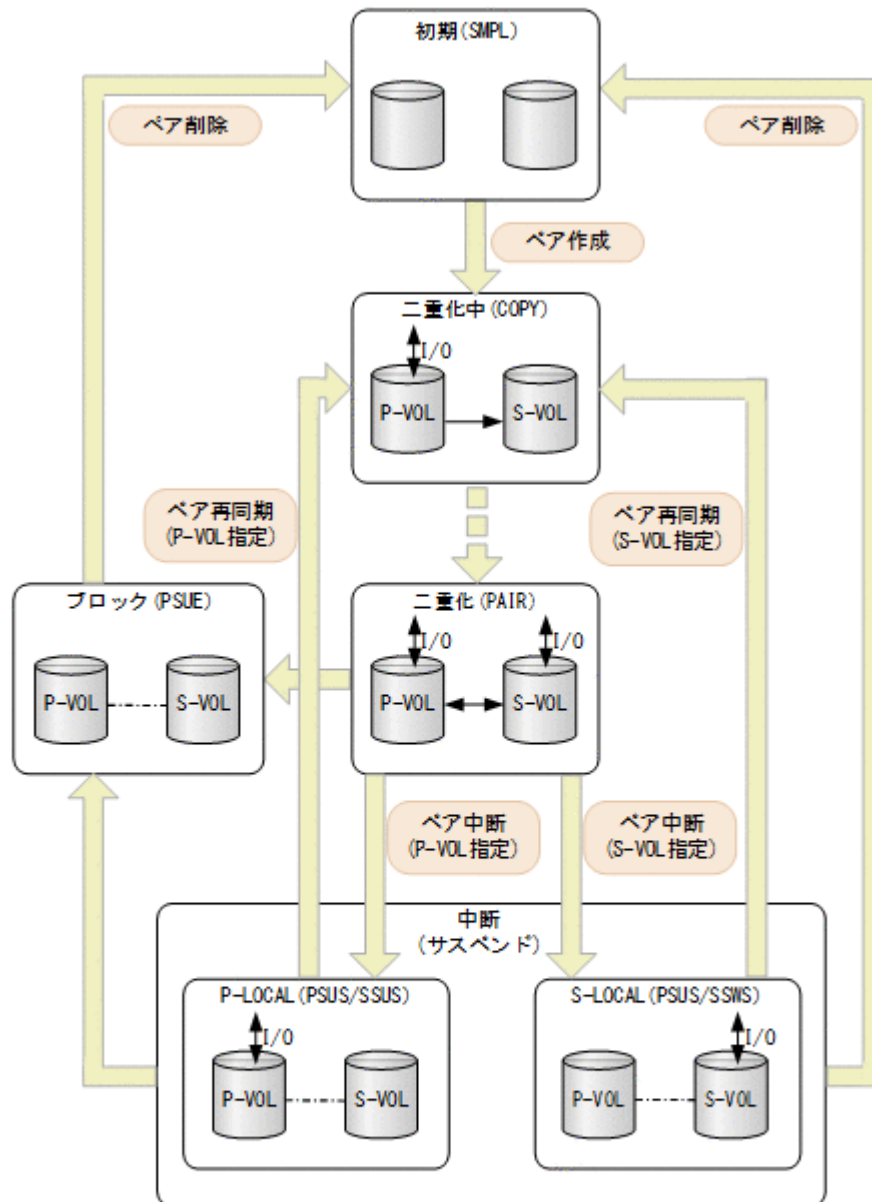 初期(SMPL)
ペア削除
ペア削除
ペア作成
二重化中(COPY)
I/O
P-VOL
S-VOL
ペア再同期
(P-VOL指定)
ペア再同期
(S-VOL指定)
ブロック(PSUE)
P-VOL
S-VOL
二重化(PAIR)
I/O
I/O
P-VOL
S-VOL
ペア中断
(P-VOL指定)
ペア中断
(S-VOL指定)
中断
(サスペンド)
P-LOCAL(PSUS/SSUS)
I/O
P-VOL
S-VOL
S-LOCAL(PSUS/SSWS)
I/O
P-VOL
S-VOL